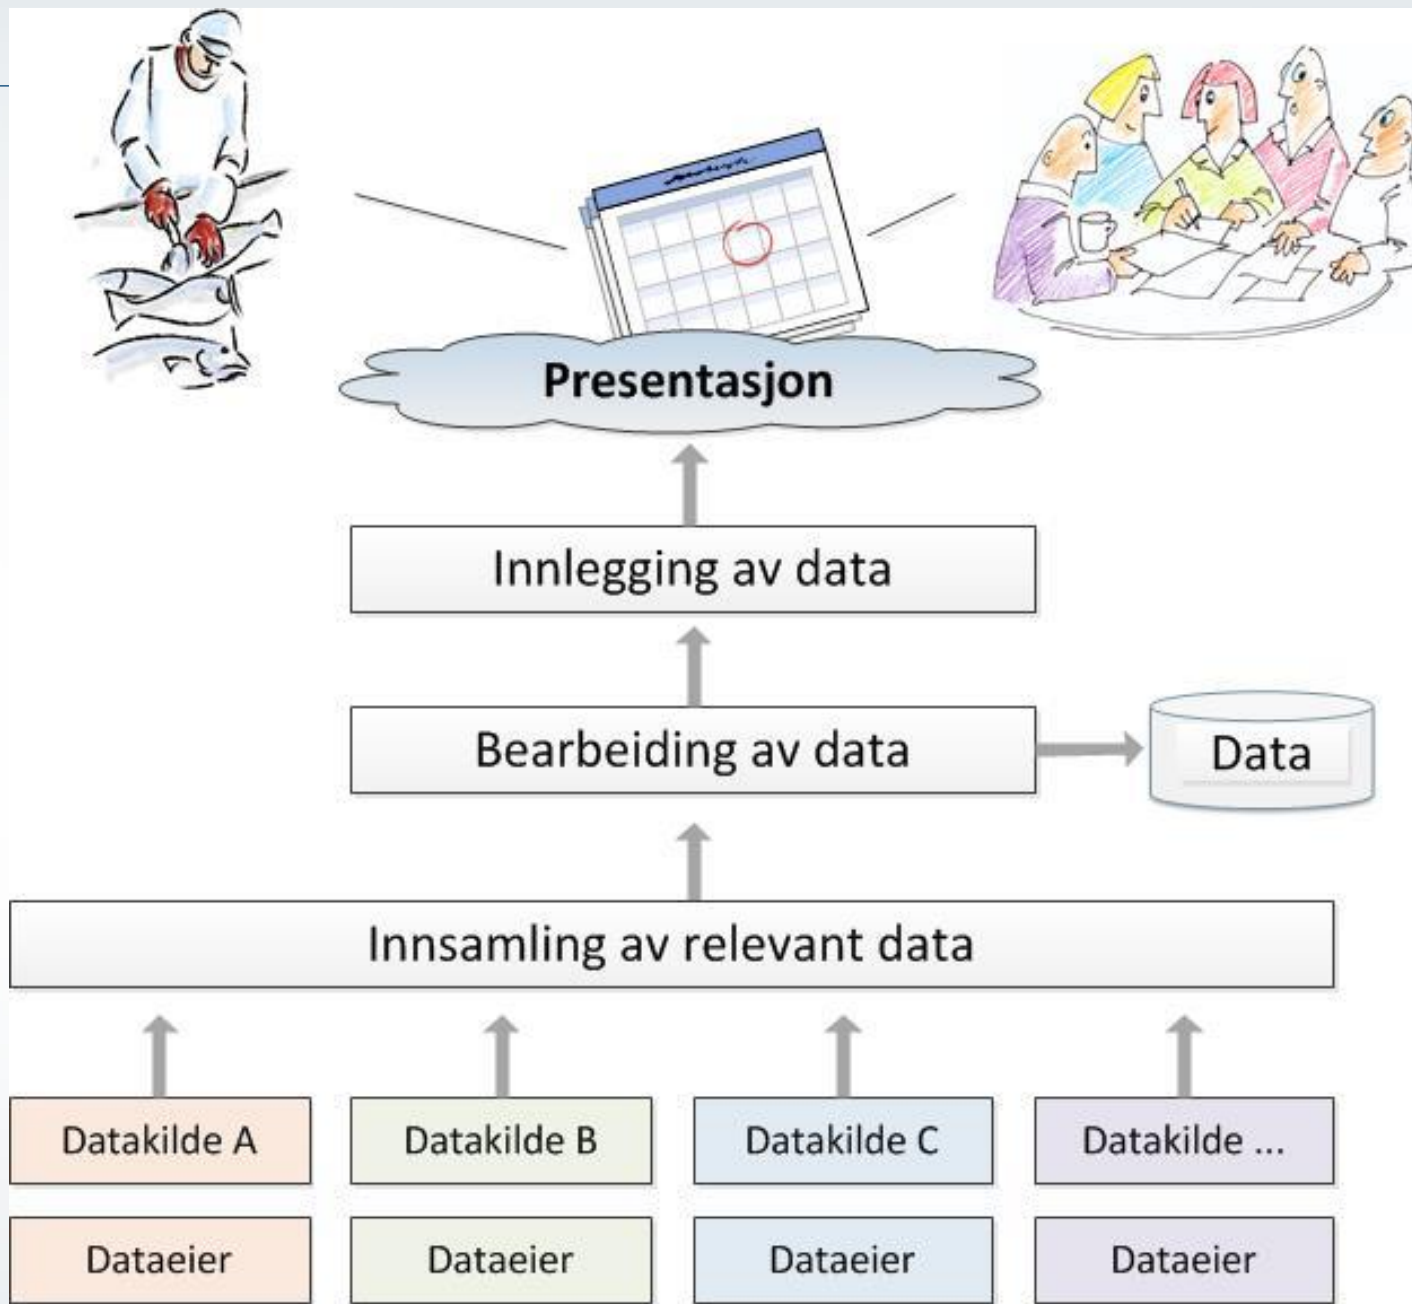 Presentasjon
Innlegging av data
Bearbeiding av data
Data
Innsamling av relevant data
Datakilde A
Datakilde B
Datakilde C
Datakilde ...
Dataeier
Dataeier
Dataeier
Dataeier